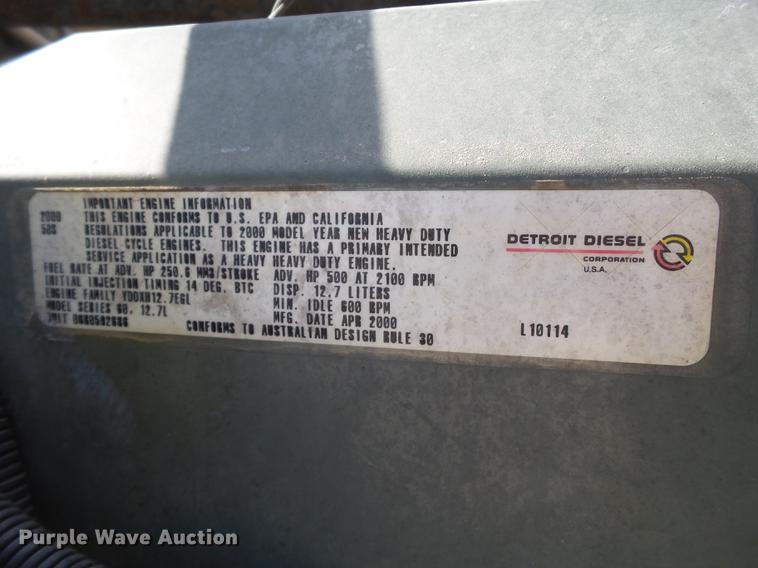 IMPORTANT ENGINE INFORMATION
2000 THIS ENGINE CONFORMS TO U.S. EPA AND CALIFORNIA
50S REGULATIONS APPLICABLE TO 2000 MODEL YEAR NEW HEAVY DUTY
DIESEL CYCLE ENGINES. THIS ENGINE HAS A PRIMARY INTENDED
SERVICE APPLICATION AS A HEAVY HEAVY DUTY ENGINE.
FUEL RATE AT ADV. HP 250.6 MM3/STROKE ADV. HP 500 AT 2100 RPM
INITIAL INJECTION TIMING 14 DEG. BTC DISP. 12.7 LITERS
ENGINE FAMILY YDDXH12.7EGL MIN. IDLE 600 RPM
MODEL SERIES 60, 12.7L MFG. DATE APR 2000
UNIT CONFORMS TO AUSTRALIAN DESIGN RULE 30
DETROIT DIESEL
CORPORATION
U.S.A.
L10114
Purple Wave Auction